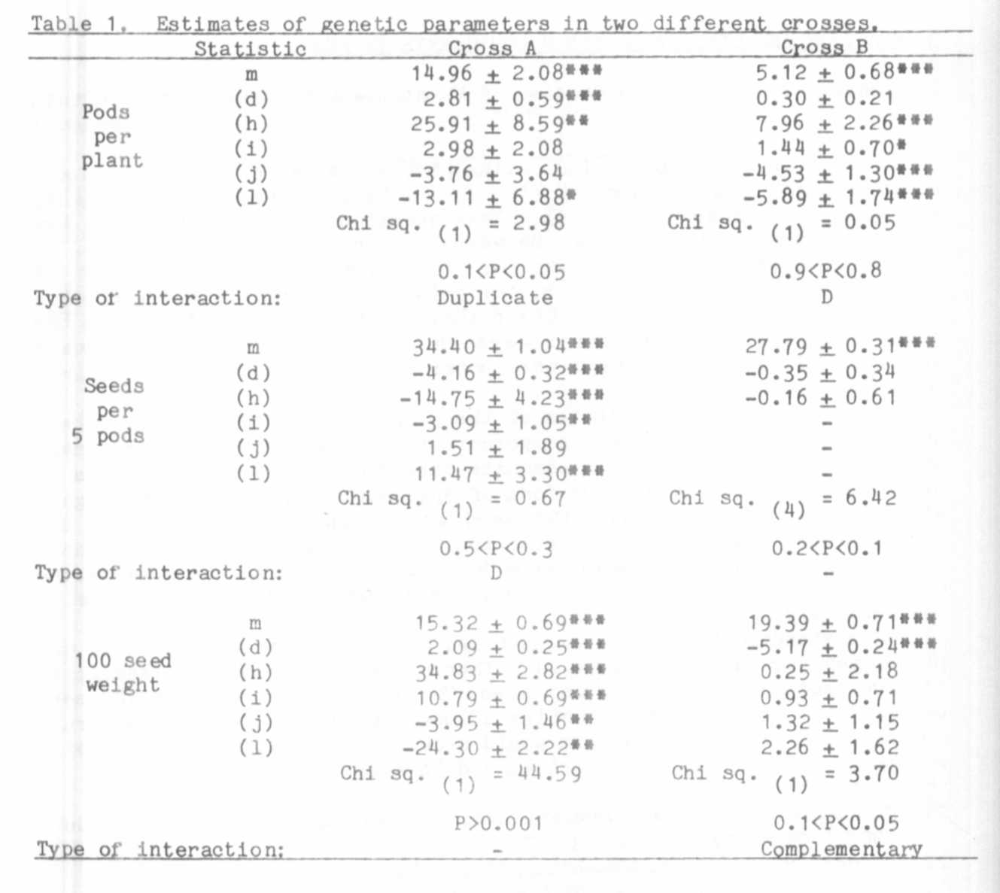 Table 1. Estimates of genetic parameters in two different crosses.
Statistic Cross A Cross B
m 14.96 ± 2.08*** 5.12 ± 0.68***
(d) 2.81 ± 0.59*** 0.30 ± 0.21
Pods
(h) 25.91 ± 8.59** 7.96 ± 2.26***
per
(i) 2.98 ± 2.08 1.44 ± 0.70*
plant
(j) -3.76 ± 3.64 -4.53 ± 1.30***
(l) -13.11 ± 6.88* -5.89 ± 1.74***
Chi sq. (1) = 2.98 Chi sq. (1) = 0.05
0.1<P<0.05 0.9<P<0.8
Type of interaction: Duplicate D
m 34.40 ± 1.04*** 27.79 ± 0.31***
(d) -4.16 ± 0.32*** -0.35 ± 0.34
Seeds
(h) -14.75 ± 4.23*** -0.16 ± 0.61
per
(i) -3.09 ± 1.05** -
5 pods
(j) 1.51 ± 1.89 -
(l) 11.47 ± 3.30*** -
Chi sq. (1) = 0.67 Chi sq. (4) = 6.42
0.5<P<0.3 0.2<P<0.1
Type of interaction: D -
m 15.32 ± 0.69*** 19.39 ± 0.71***
(d) 2.09 ± 0.25*** -5.17 ± 0.24***
100 seed
(h) 34.83 ± 2.82*** 0.25 ± 2.18
weight
(i) 10.79 ± 0.69*** 0.93 ± 0.71
(j) -3.95 ± 1.46** 1.32 ± 1.15
(l) -24.30 ± 2.22** 2.26 ± 1.62
Chi sq. (1) = 44.59 Chi sq. (1) = 3.70
P>0.001 0.1<P<0.05
Type of interaction: - Complementary